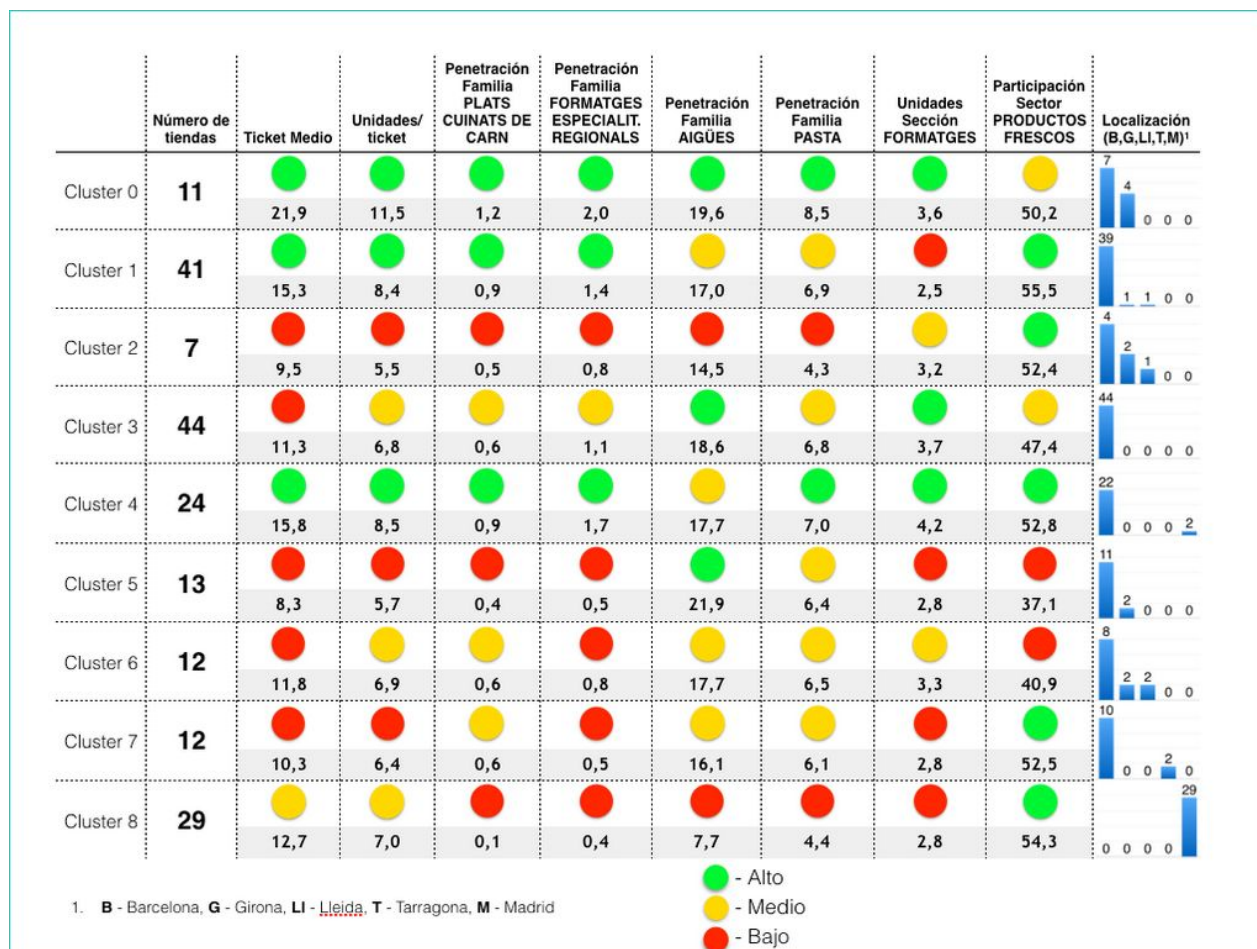 Número de tiendas
Ticket Medio
Unidades/ ticket
Penetración Familia PLATS CUINATS DE CARN
Penetración Familia FORMATGES ESPECIALIT. REGIONALS
Penetración Familia AIGÜES
Penetración Familia PASTA
Unidades Sección FORMATGES
Participación Sector PRODUCTOS FRESCOS
Localización (B,G,Ll,T,M)¹
Cluster 0 11 7 4 0 0 0
21,9 11,5 1,2 2,0 19,6 8,5 3,6 50,2
Cluster 1 41 39 1 1 0 0
15,3 8,4 0,9 1,4 17,0 6,9 2,5 55,5
Cluster 2 7 4 2 1 0 0
9,5 5,5 0,5 0,8 14,5 4,3 3,2 52,4
Cluster 3 44 44 0 0 0 0
11,3 6,8 0,6 1,1 18,6 6,8 3,7 47,4
Cluster 4 24 22 0 0 0 2
15,8 8,5 0,9 1,7 17,7 7,0 4,2 52,8
Cluster 5 13 11 2 0 0 0
8,3 5,7 0,4 0,5 21,9 6,4 2,8 37,1
Cluster 6 12 8 2 2 0 0
11,8 6,9 0,6 0,8 17,7 6,5 3,3 40,9
Cluster 7 12 10 0 0 2 0
10,3 6,4 0,6 0,5 16,1 6,1 2,8 52,5
Cluster 8 29 0 0 0 0 29
12,7 7,0 0,1 0,4 7,7 4,4 2,8 54,3
- Alto
- Medio
- Bajo
1. B - Barcelona, G - Girona, Ll - Lleida, T - Tarragona, M - Madrid